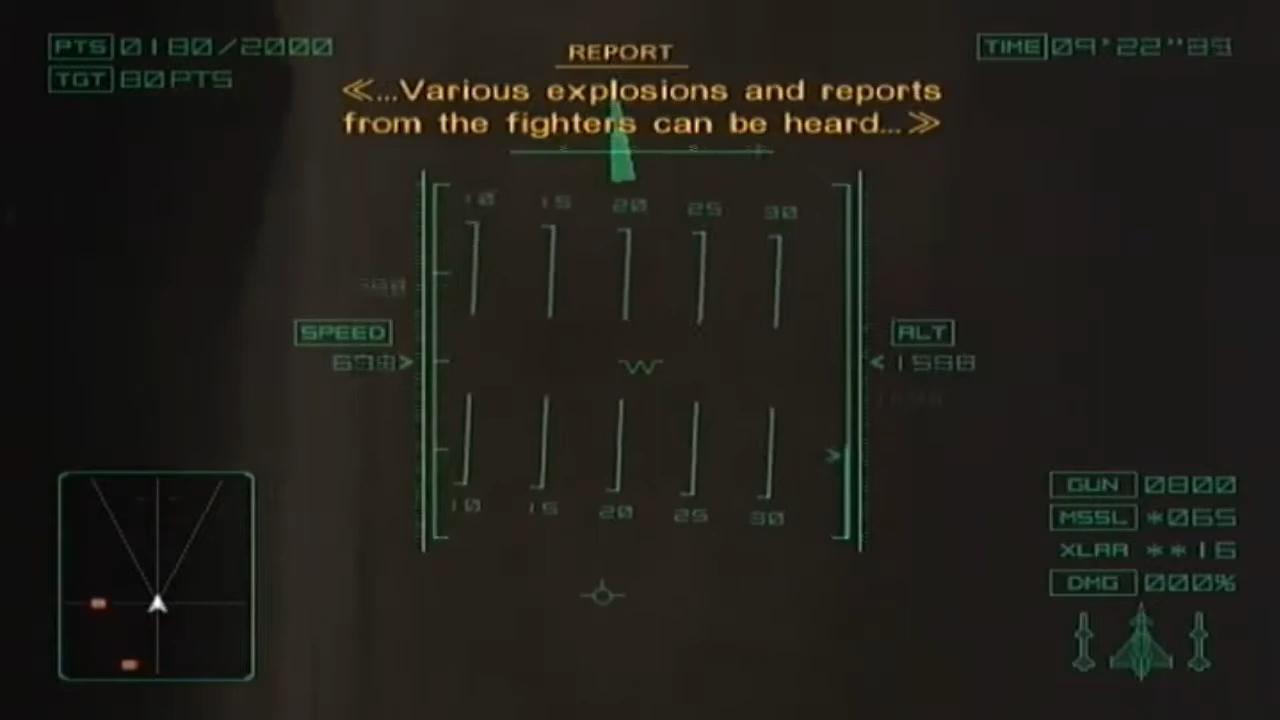 PTS 0180/2000
REPORT
TIME 09'22"89
TGT 80PTS
≪...Various explosions and reports
from the fighters can be heard...≫
10 15 20 25 30
SPEED
ALT
698>
<1598
10 15 20 25 30
GUN 0800
MSSL *065
XLAA **16
DMG 000%